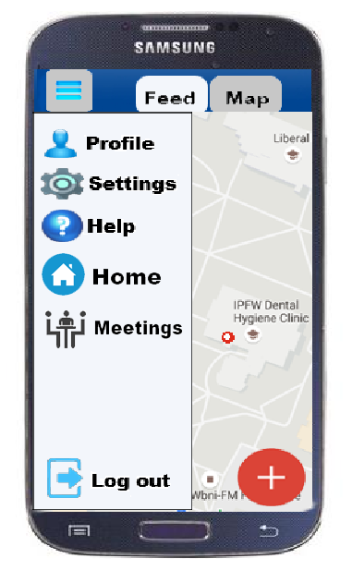 SAMSUNG
Feed Map
Profile
Liberal
Settings
Help
Home
IPFW Dental
Hygiene Clinic
Meetings
Log out
Wbni-FM